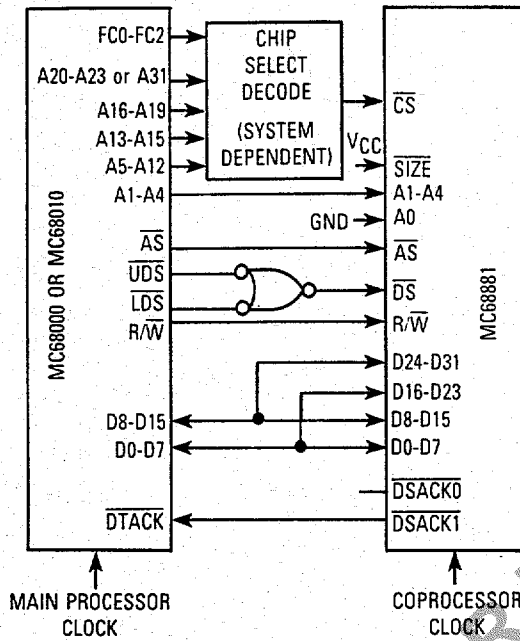 FC0-FC2
A20-A23 or A31
A16-A19
A13-A15
A5-A12
A1-A4
AS
UDS
LDS
R/W
D8-D15
D0-D7
DTACK
MC68000 OR MC68010
CHIP
SELECT
DECODE
(SYSTEM
DEPENDENT)
VCC
GND
CS
SIZE
A1-A4
A0
AS
DS
R/W
D24-D31
D16-D23
D8-D15
D0-D7
DSACK0
DSACK1
MC68881
MAIN PROCESSOR
CLOCK
COPROCESSOR
CLOCK